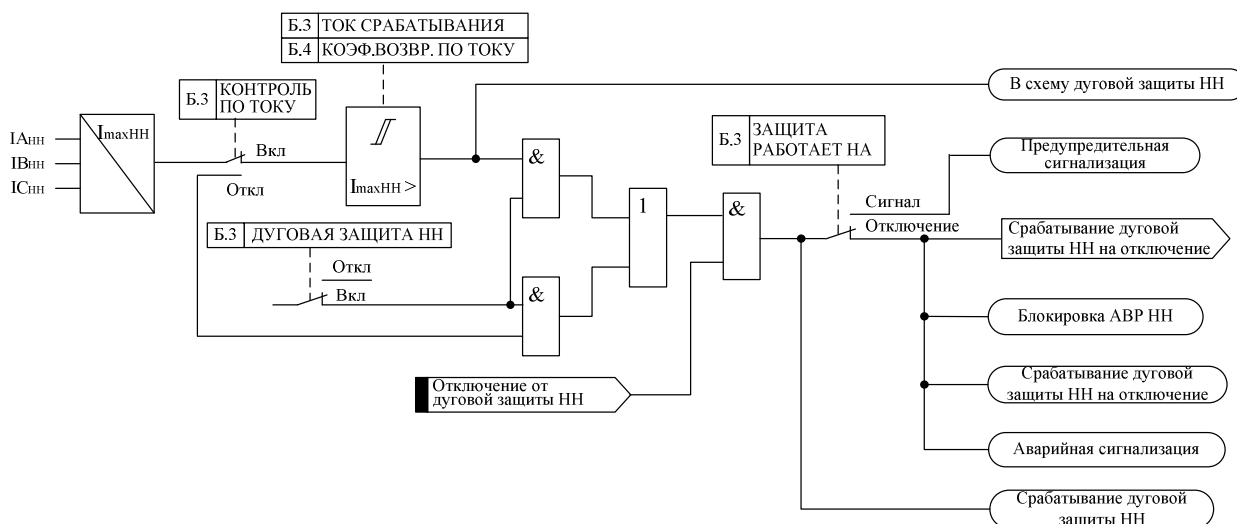 Б.3 ТОК СРАБАТЫВАНИЯ
Б.4 КОЭФ.ВОЗВР. ПО ТОКУ
Б.3 КОНТРОЛЬ
ПО ТОКУ
IAНН
IBНН
ICНН
ImaxНН
Вкл
Откл
ImaxНН >
В схему дуговой защиты НН
Б.3 ЗАЩИТА
РАБОТАЕТ НА
Предупредительная
сигнализация
&
1
&
Сигнал
Отключение
Срабатывание дуговой
защиты НН на отключение
Б.3 ДУГОВАЯ ЗАЩИТА НН
Откл
Вкл
&
Блокировка АВР НН
Отключение от
дуговой защиты НН
Срабатывание дуговой
защиты НН на отключение
Аварийная сигнализация
Срабатывание дуговой
защиты НН